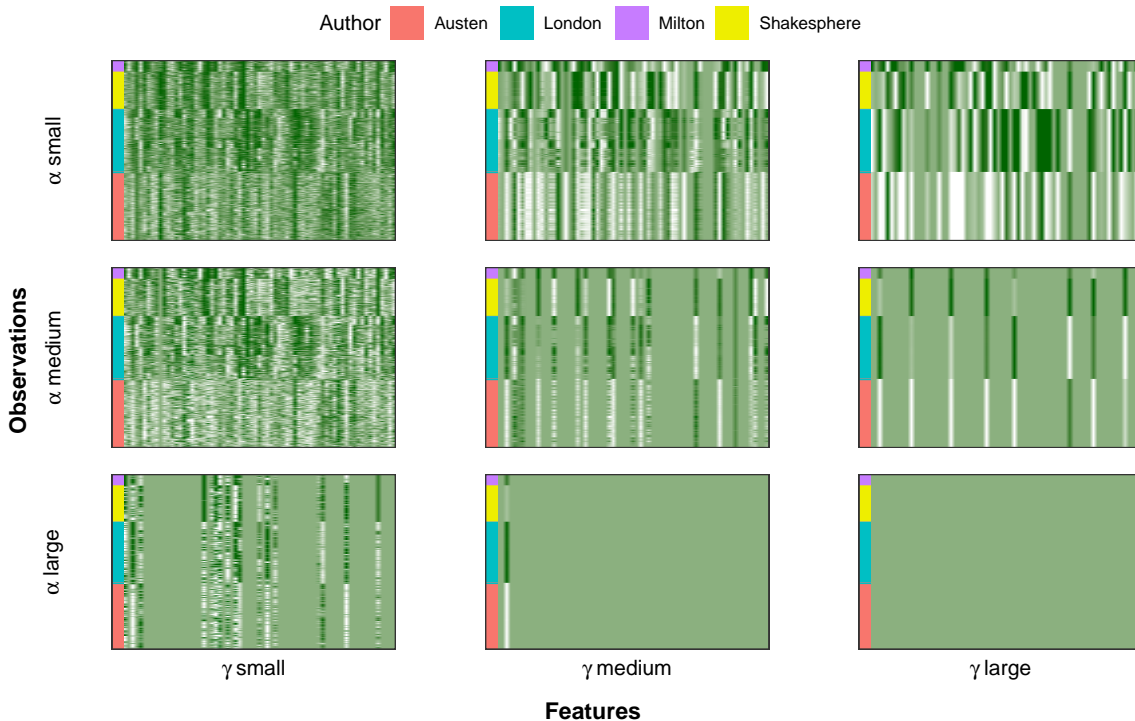 Author Austen London Milton Shakesphere
α small
α medium
α large
Observations
γ small γ medium γ large
Features